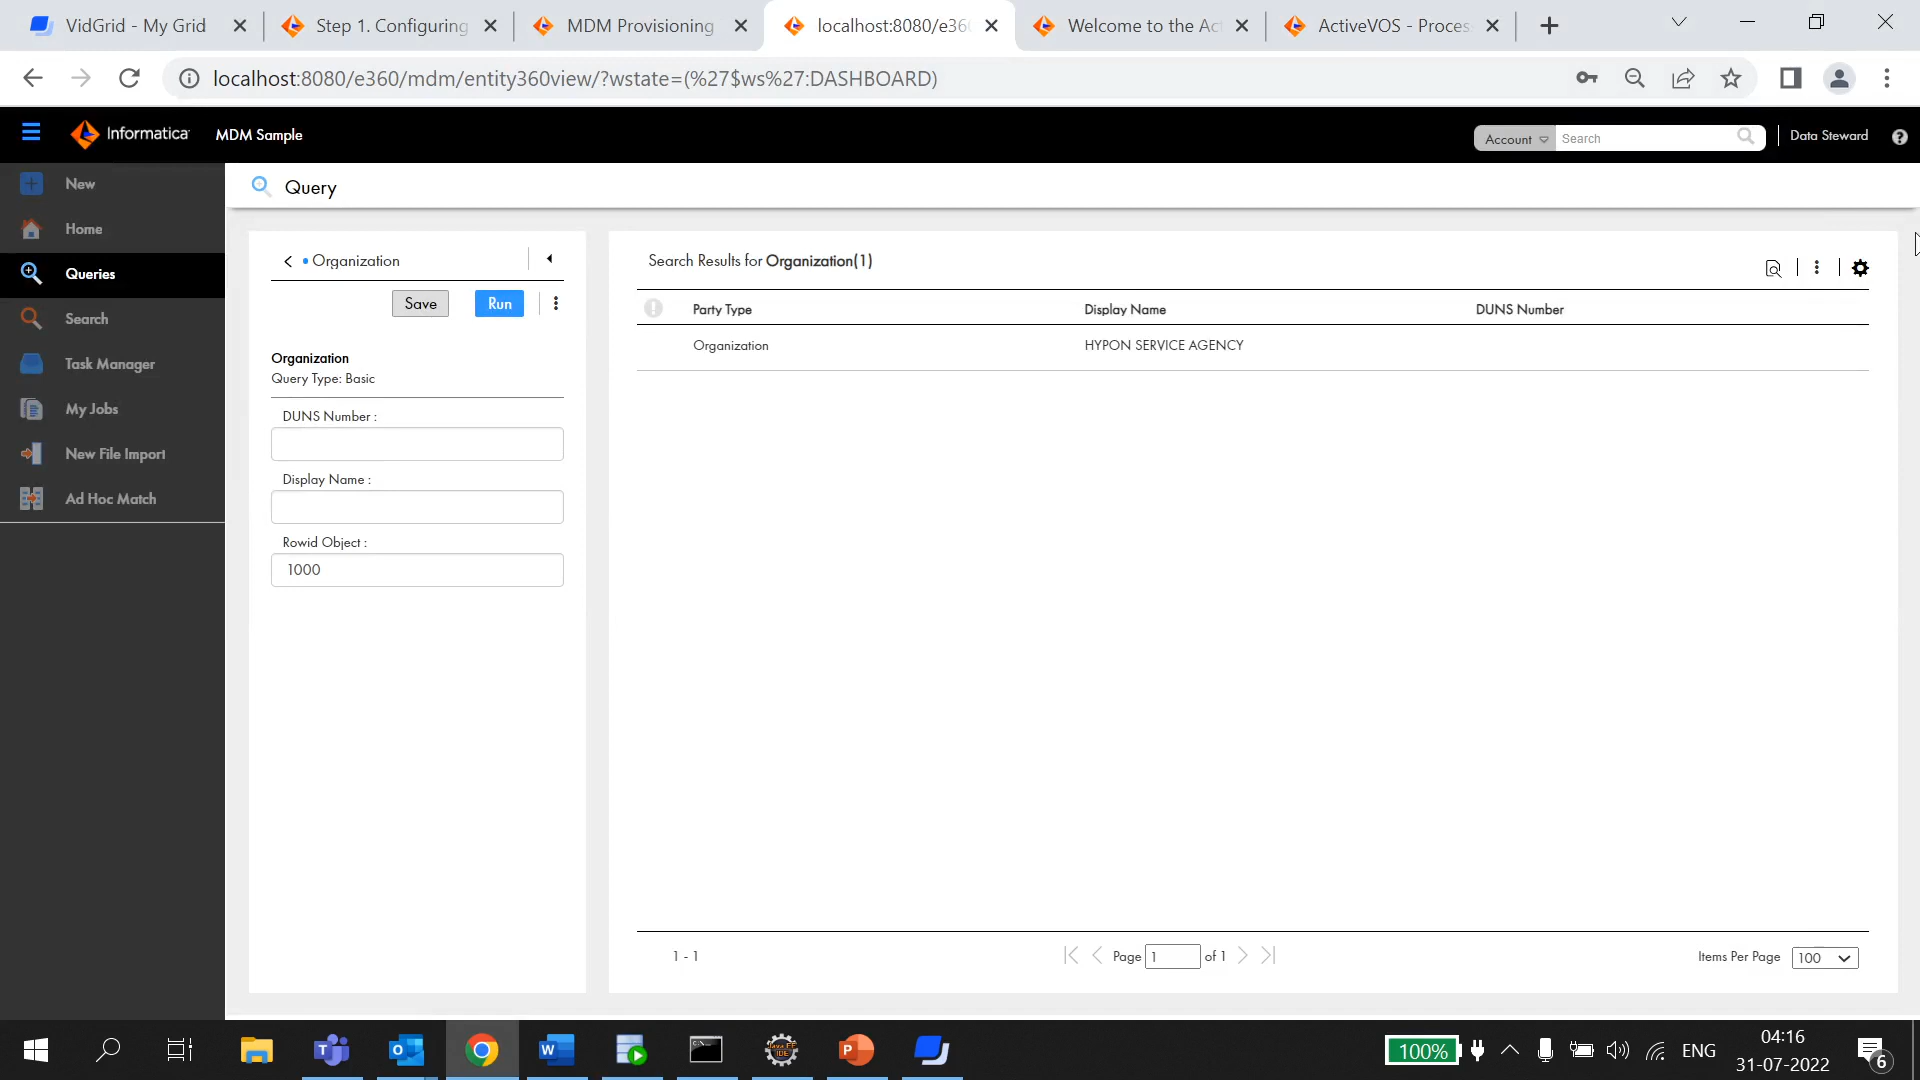 VidGrid - My Grid
Step 1. Configuring
MDM Provisioning
localhost:8080/e360
Welcome to the Act
ActiveVOS - Process
localhost:8080/e360/mdm/entity360view/?wstate=(%27$ws%27:DASHBOARD)
Informatica MDM Sample
Account Search Data Steward ?
New
Home
Queries
Search
Task Manager
My Jobs
New File Import
Ad Hoc Match
Query
Organization
Save Run
Organization
Query Type: Basic
DUNS Number :
Display Name :
Rowid Object :
1000
Search Results for Organization(1)
Party Type Display Name DUNS Number
Organization HYPON SERVICE AGENCY
1 - 1
Page 1 of 1
Items Per Page 100
100%
ENG
04:16
31-07-2022
6